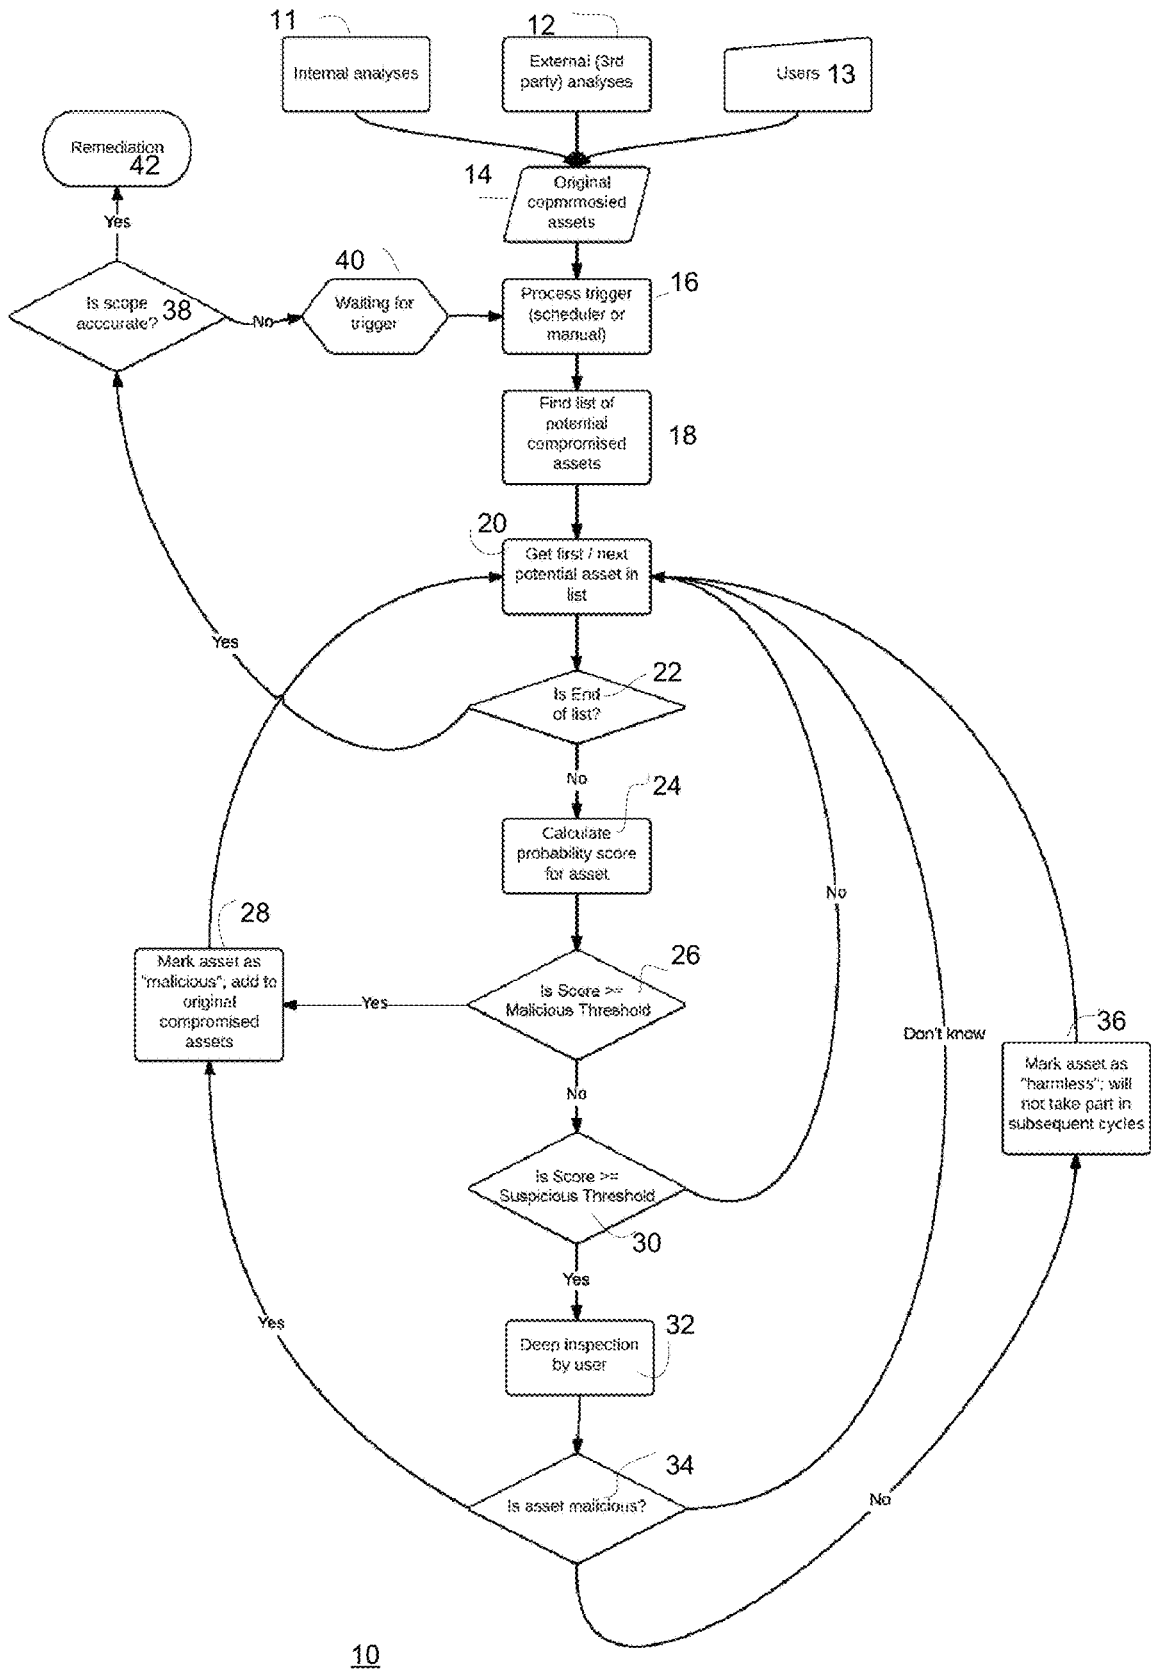 11
12
Internal analyses
External (3rd
party) analyses
Users 13
Remediation
42
14
Original
copmrmosied
assets
Yes
40
16
Is scope
acccurate?
38
No
Waiting for
trigger
Process trigger
(scheduler or
manual)
Find list of
potential
compromised
assets
18
20
Get first / next
potential asset in
list
Yes
22
Is End
of list?
No
24
Calculate
probability score
for asset
No
28
Mark asset as
"malicious", add to
original
compromised
assets
Yes
26
Is Score >=
Malicious Threshold
Don't know
36
Mark asset as
"harmless"; will
not take part in
subsequent cycles
No
Is Score >=
Suspicious Threshold
30
Yes
Yes
32
Deep inspection
by user
34
Is asset malicious?
No
10